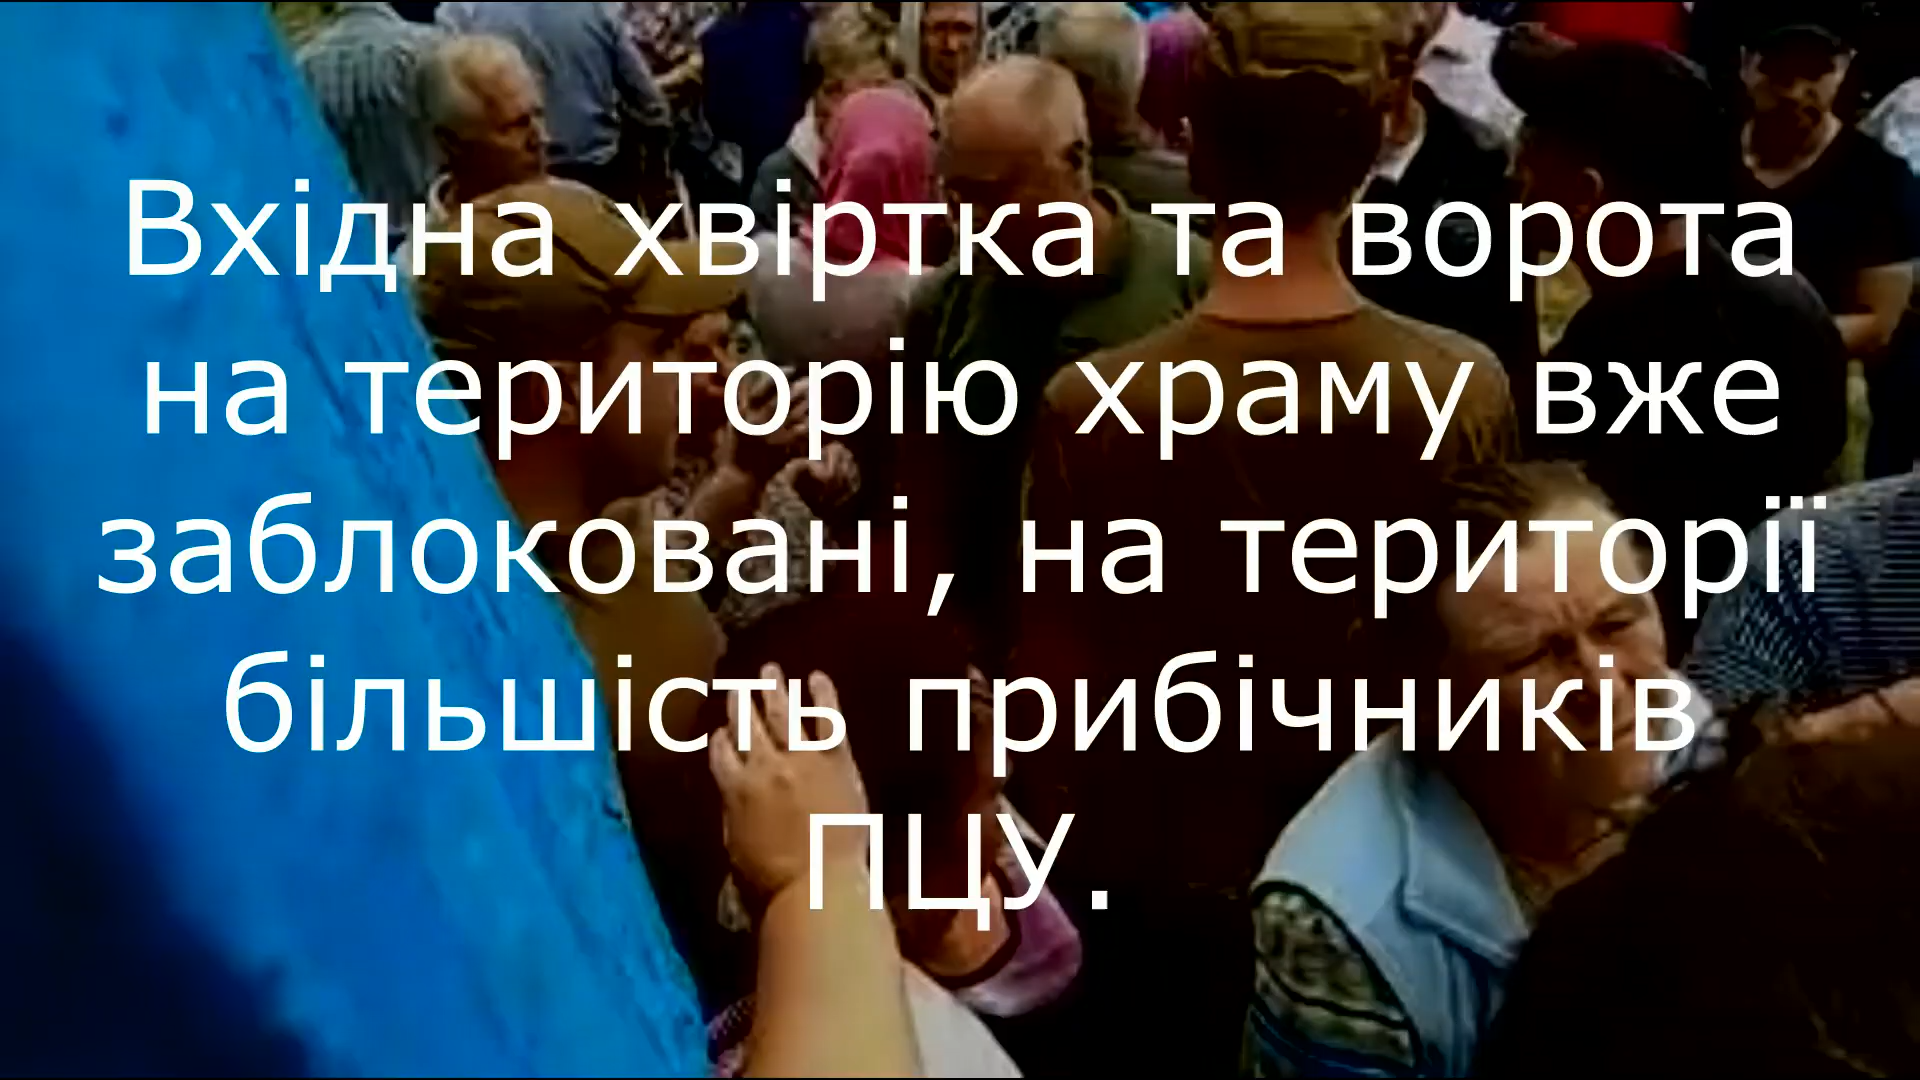 Вхідна хвіртка та ворота
на територію храму вже
заблоковані, на території
більшість прибічників
ПЦУ.